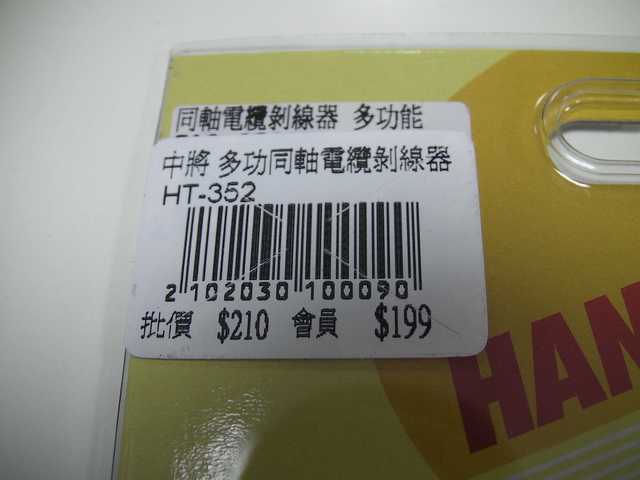 同軸電纜剝線器 多功能
中將 多功同軸電纜剝線器
HT-352
2 102030 100090
批價 $210 會員 $199
HAN